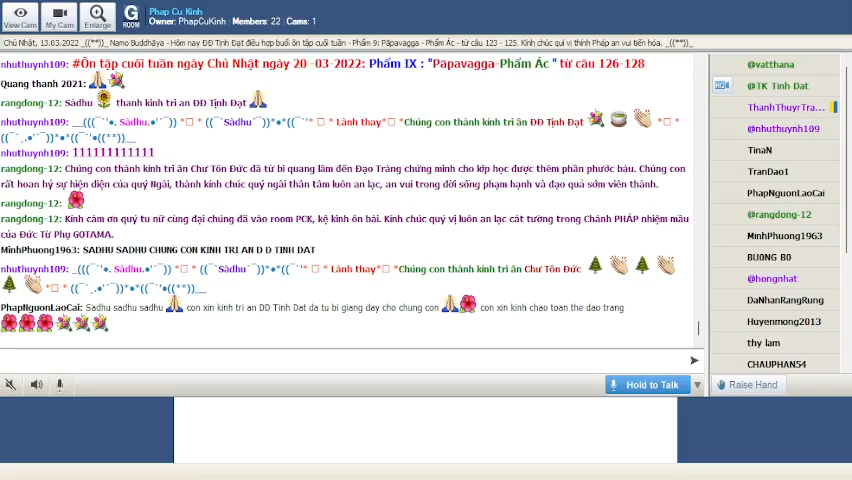 Phap Cu Kinh
Owner: PhapCuKinh | Members: 22 | Cams: 1
View Cam
My Cam
Enlarge
G
ROOM
Chủ Nhật, 13.03.2022 _((**)_ Namo Buddhāya - Hôm nay ĐĐ Tịnh Đạt điều hợp buổi ôn tập cuối tuần - Phẩm 9: Pāpavagga - Phẩm Ác - từ câu 123 - 125. Kính chúc quí vị thính Pháp an vui tiến hóa. _((**)_
nhuthuynh109: #Ôn tập cuối tuần ngày Chủ Nhật ngày 20 -03-2022: Phẩm IX : "Pāpavagga-Phẩm Ác " từ câu 126-128
Quang thanh 2021:
rangdong-12: Sādhu thanh kính tri ân ĐĐ Tịnh Đạt
nhuthuynh109: __(((¯`'•. Sādhu.•'´¯)) *□ * ((¯`Sādhu´¯))*•*((¯`'* □ * Lành thay*□ *Chúng con thành kính tri ân ĐĐ Tịnh Đạt *□ *
((¯`¸.•'´¯))*•*((¯`'•((**))__
nhuthuynh109: 1111111111111
rangdong-12: Chúng con thành kính tri ân Chư Tôn Đức đã từ bi quang lâm đến Đạo Tràng chứng minh cho lớp học được thêm phần phước báu. Chúng con
rất hoan hỷ sự hiện diện của quý Ngài, thành kính chúc quý ngài thân tâm luôn an lạc, an vui trong đời sống phạm hạnh và đạo quả sớm viên thành.
rangdong-12:
rangdong-12: Kính cám ơn quý tu nữ cùng đại chúng đã vào room PCK, kệ kinh ôn bài. Kính chúc quý vị luôn an lạc cát tường trong Chánh PHÁP nhiệm mầu
của Đức Từ Phụ GOTAMA.
MinhPhuong1963: SADHU SADHU CHUNG CON KINH TRI AN D D TINH DAT
nhuthuynh109: _(((¯`'•. Sādhu.•'´¯)) *□ * ((¯`Sādhu´¯))*•*((¯`'* □ * Lành thay*□ *Chúng con thành kính tri ân Chư Tôn Đức
*□ * ((¯`¸.•'´¯))*•*((¯`'•((**))__
PhapNguonLaoCai: Sadhu sadhu sadhu con xin kinh tri an DD Tinh Dat da tu bi giang day cho chung con con xin kinh chao toan the dao trang
Hold to Talk
@vatthana
@TK Tinh Dat
ThanhThuyrTra...
@nhuthuynh109
TinaN
TranDao1
PhapNguonLaoCai
@rangdong-12
MinhPhuong1963
BUONG BO
@hongnhat
DaNhanRangRung
Huyenmong2013
thy lam
CHAUPHAN54
Raise Hand